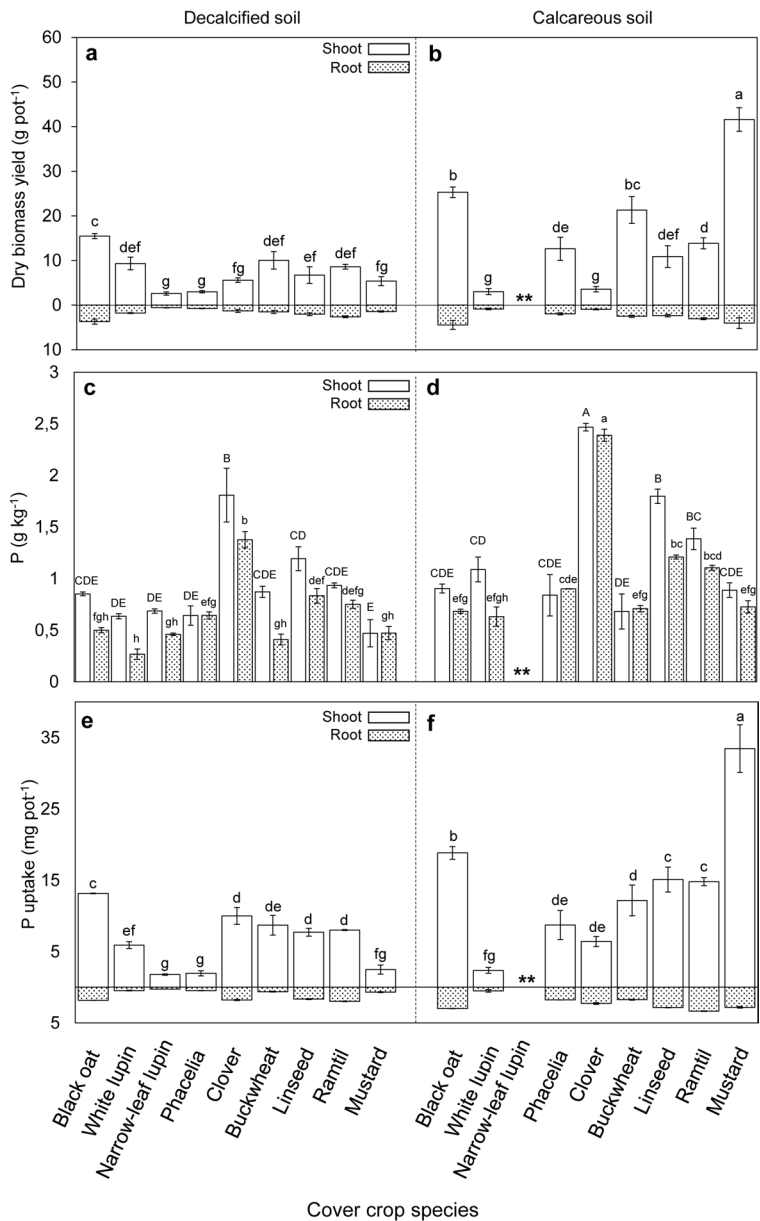 Decalcified soil Calcareous soil
a b
Shoot
Root
Dry biomass yield (g pot-1)
60
50
40
30
20
10
0
10
c def g g fg def ef def fg
b g ** de g bc def d a
c d
Shoot
Root
P (g kg-1)
3
2,5
2
1,5
1
0,5
0
CDE fgh DE h DE gh DE efg B b CDE gh CD def CDE defg E gh
CDE efg CD efgh ** CDE cde A a DE efg B bc BC bcd CDE efg
e f
Shoot
Root
P uptake (mg pot-1)
35
25
15
5
5
c ef g g d de d d fg
b fg ** de de d c c a
Black oat White lupin Narrow-leaf lupin Phacelia Clover Buckwheat Linseed Ramtil Mustard
Black oat White lupin Narrow-leaf lupin Phacelia Clover Buckwheat Linseed Ramtil Mustard
Cover crop species